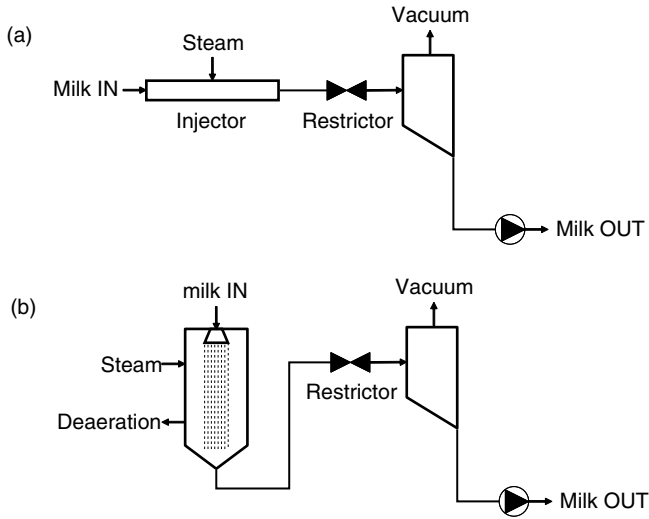 (a)
Vacuum
Steam
Milk IN
Injector
Restrictor
Milk OUT
(b)
milk IN
Vacuum
Steam
Restrictor
Deaeration
Milk OUT